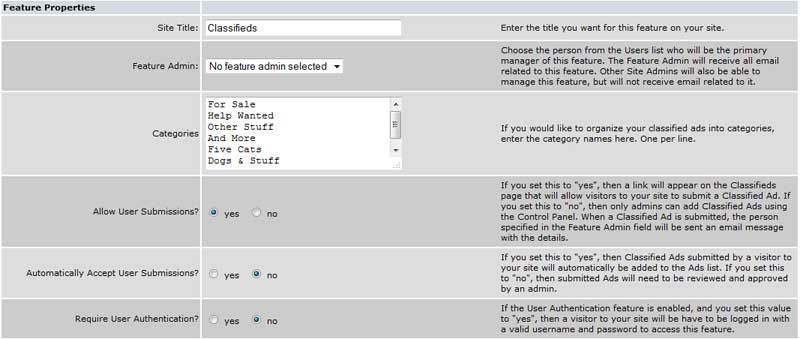 Feature Properties
Site Title:
Classifieds
Enter the title you want for this feature on your site.
Feature Admin:
No feature admin selected
Choose the person from the Users list who will be the primary
manager of this feature. The Feature Admin will receive all email
related to this feature. Other Site Admins will also be able to
manage this feature, but will not receive email related to it.
Categories
For Sale
Help Wanted
Other Stuff
And More
Five Cats
Dogs & Stuff
If you would like to organize your classified ads into categories,
enter the category names here. One per line.
Allow User Submissions?
yes no
If you set this to "yes", then a link will appear on the Classifieds
page that will allow visitors to your site to submit a Classified Ad. If
you set this to "no", then only admins can add Classified Ads using
the Control Panel. When a Classified Ad is submitted, the person
specified in the Feature Admin field will be sent an email message
with the details.
Automatically Accept User Submissions?
yes no
If you set this to "yes", then Classified Ads submitted by a visitor to
your site will automatically be added to the Ads list. If you set this
to "no", then submitted Ads will need to be reviewed and approved
by an admin.
Require User Authentication?
yes no
If the User Authentication feature is enabled, and you set this value
to "yes", then a visitor to your site will be have to be logged in with
a valid username and password to access this feature.